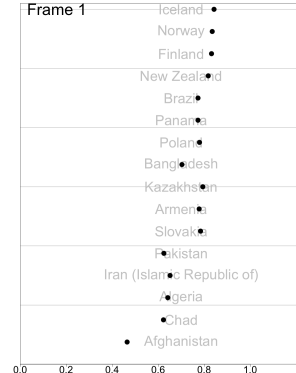 Frame 1
Iceland
Norway
Finland
New Zealand
Brazil
Panama
Poland
Bangladesh
Kazakhstan
Armenia
Slovakia
Pakistan
Iran (Islamic Republic of)
Algeria
Chad
Afghanistan
0.0 0.2 0.4 0.6 0.8 1.0